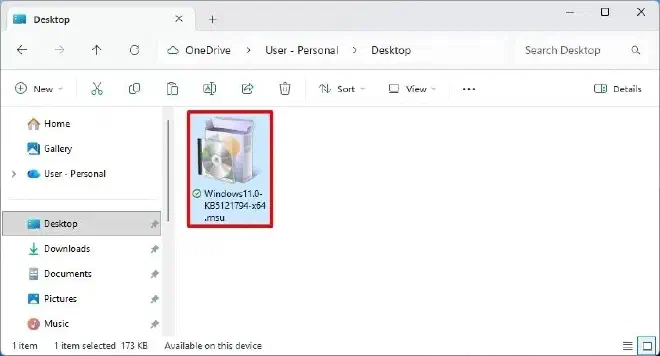 Desktop
OneDrive > User - Personal > Desktop
Search Desktop
New
Sort
View
Details
Home
Gallery
User - Personal
Desktop
Downloads
Documents
Pictures
Music
Windows11.0-
KB5121794-x64
.msu
1 item 1 item selected 173 KB Available on this device